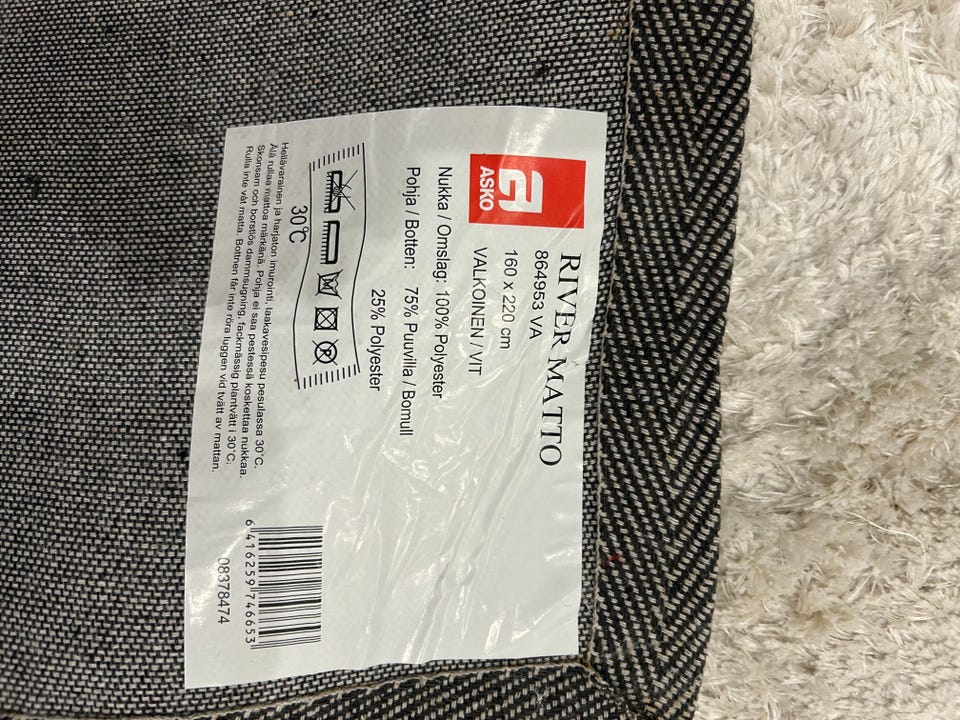 ASKO
RIVER MATTO
864953 VA
160 x 220 cm
VALKOINEN / VIT
Nukka / Omslag: 100% Polyester
Pohja / Botten: 75% Puuvilla / Bomull
25% Polyester
30°C
Hellävarainen ja harjaton imurointi, laakavesipesu pesulassa 30°C.
Älä rullaa mattoa märkänä. Pohja ei saa pestessä koskettaa nukkaa.
Skonsam och borstlös dammsugning, fackmässig plantvätt i 30°C.
Rulla inte våt matta. Bottnen får inte röra luggen vid tvätt av mattan.
6 416259 746653
08378474